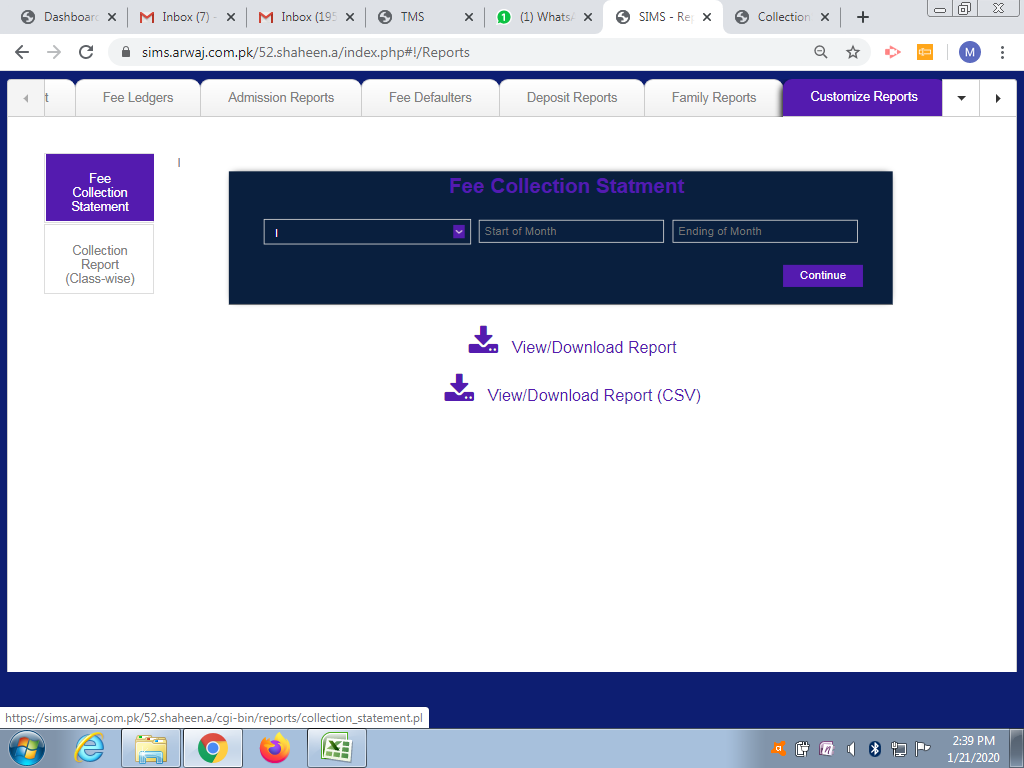 Dashboard
Inbox (7) -
Inbox (195
TMS
1
(1) WhatsA
SIMS - Rep
Collection
sims.arwaj.com.pk/52.shaheen.a/index.php#!/Reports
M
t
Fee Ledgers
Admission Reports
Fee Defaulters
Deposit Reports
Family Reports
Customize Reports
Fee
Collection
Statement
Collection
Report
(Class-wise)
Fee Collection Statment
Start of Month
Ending of Month
Continue
View/Download Report
View/Download Report (CSV)
https://sims.arwaj.com.pk/52.shaheen.a/cgi-bin/reports/collection_statement.pl
2:39 PM
1/21/2020